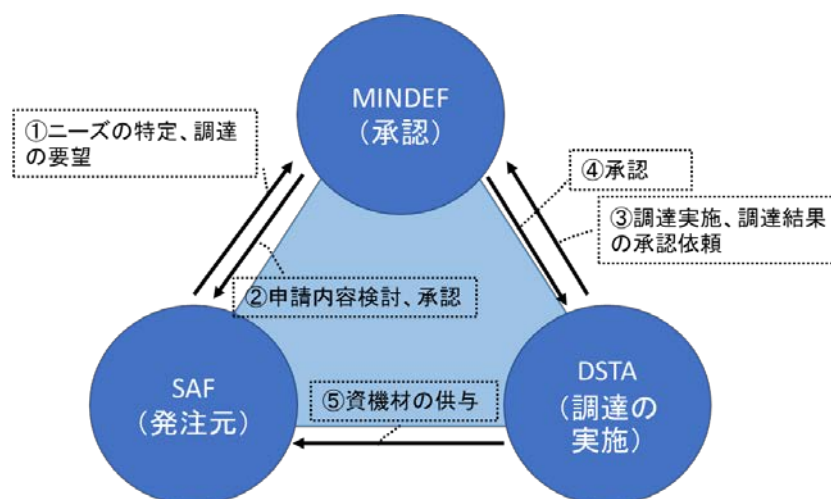 MINDEF
（承認）
①ニーズの特定、調達
の要望
④承認
③調達実施、調達結果
の承認依頼
②申請内容検討、承認
SAF
（発注元）
⑤資機材の供与
DSTA
（調達の
実施）